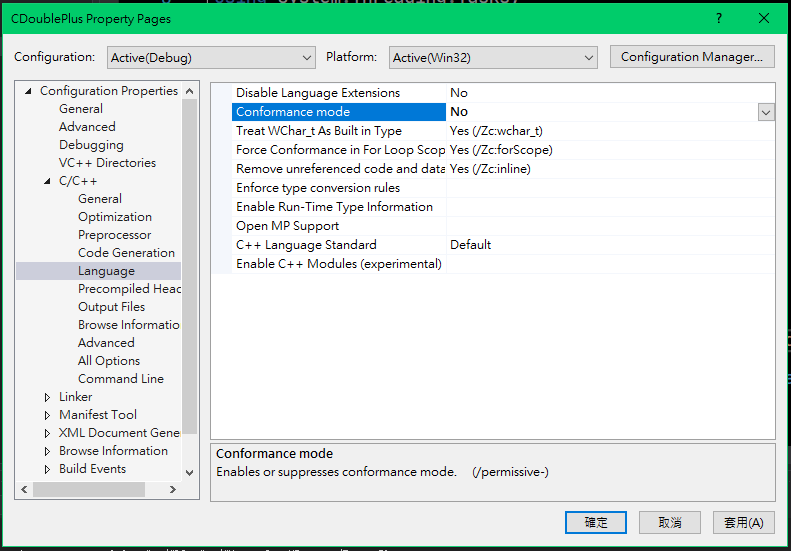 CDoublePlus Property Pages
Configuration: Active(Debug) Platform: Active(Win32) Configuration Manager...
Configuration Properties
General
Advanced
Debugging
VC++ Directories
C/C++
General
Optimization
Preprocessor
Code Generation
Language
Precompiled Head
Output Files
Browse Informatio
Advanced
All Options
Command Line
Linker
Manifest Tool
XML Document Gene
Browse Information
Build Events
Disable Language Extensions No
Conformance mode No
Treat WChar_t As Built in Type Yes (/Zc:wchar_t)
Force Conformance in For Loop Scop Yes (/Zc:forScope)
Remove unreferenced code and data Yes (/Zc:inline)
Enforce type conversion rules
Enable Run-Time Type Information
Open MP Support
C++ Language Standard Default
Enable C++ Modules (experimental)
Conformance mode
Enables or suppresses conformance mode. (/permissive-)
確定 取消 套用(A)